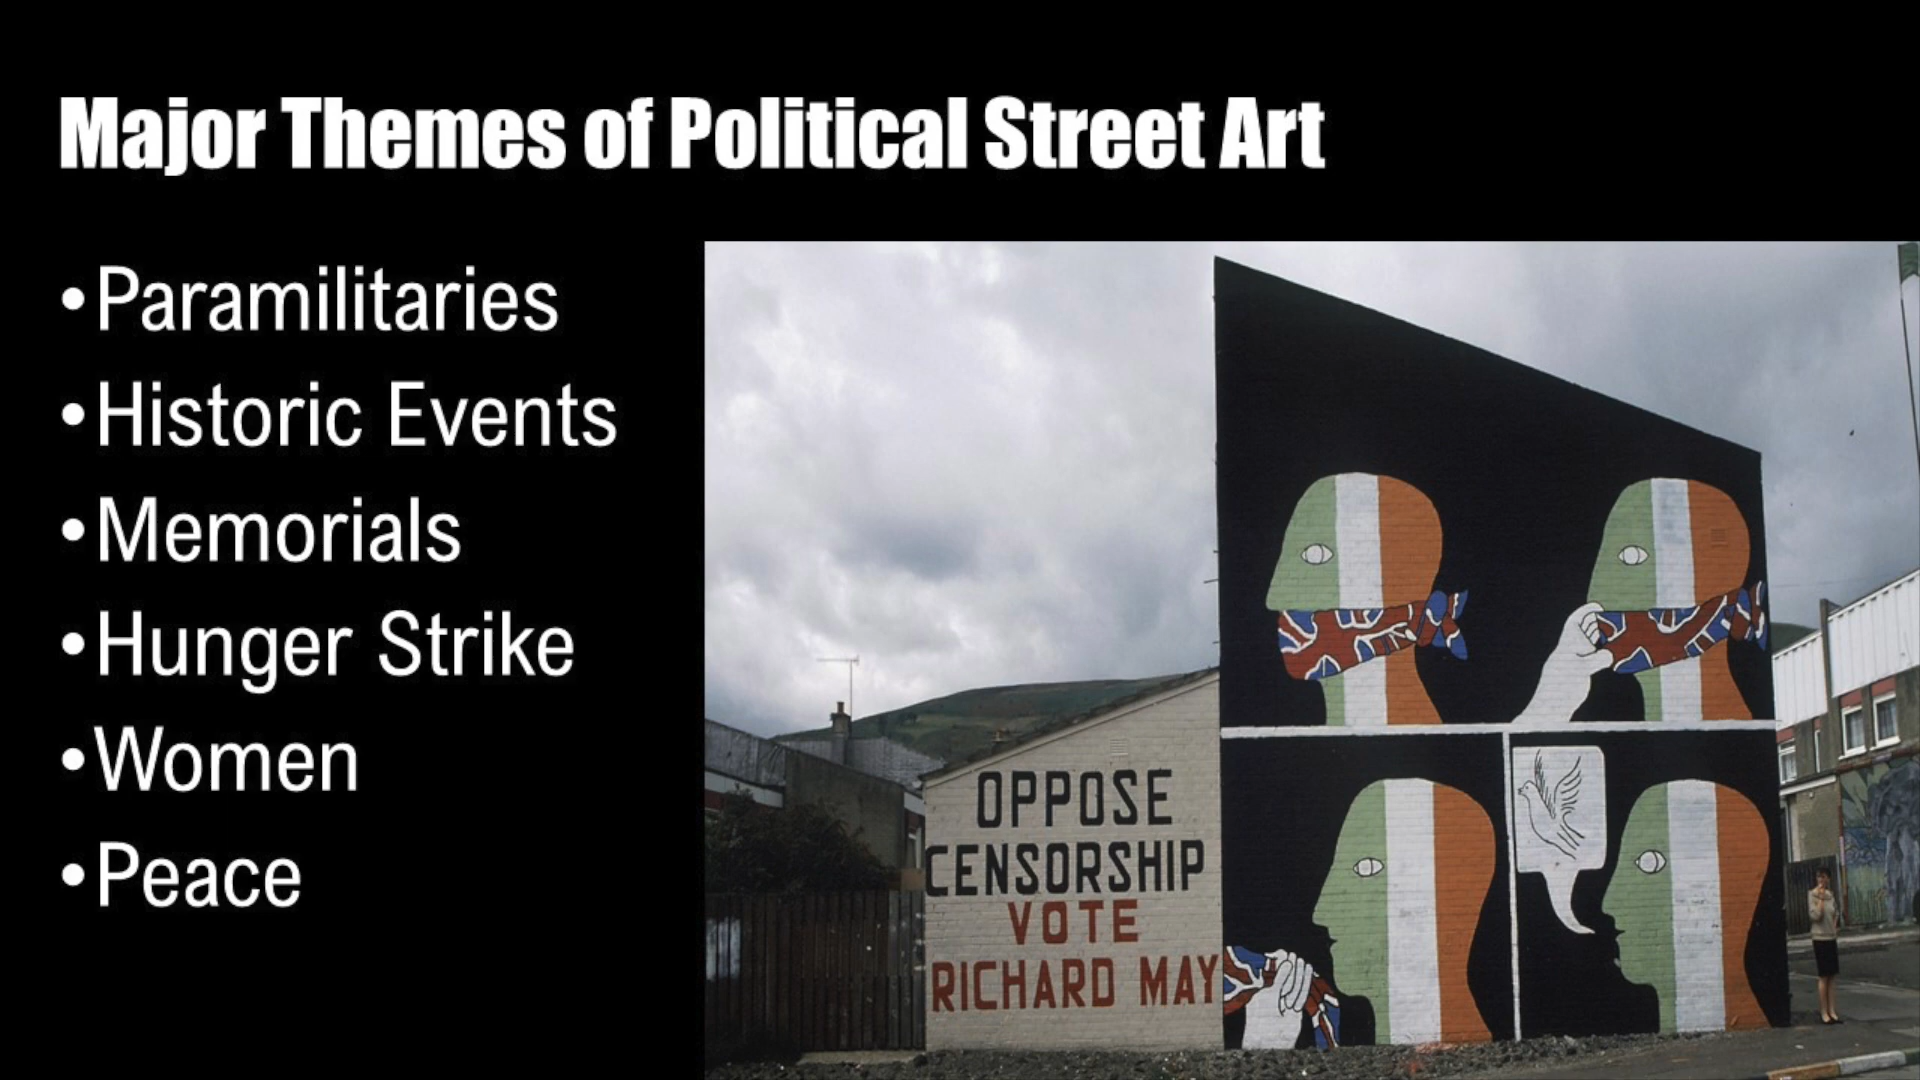 Major Themes of Political Street Art
•Paramilitaries
•Historic Events
•Memorials
•Hunger Strike
•Women
•Peace
OPPOSE
CENSORSHIP
VOTE
RICHARD MAY